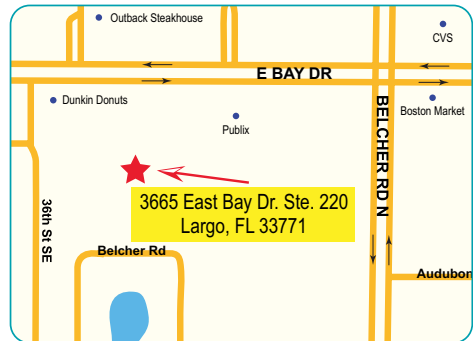 Outback Steakhouse
CVS
E BAY DR
Dunkin Donuts
Boston Market
Publix
BELCHER RD N
3665 East Bay Dr. Ste. 220
Largo, FL 33771
36th St SE
Belcher Rd
Audubon